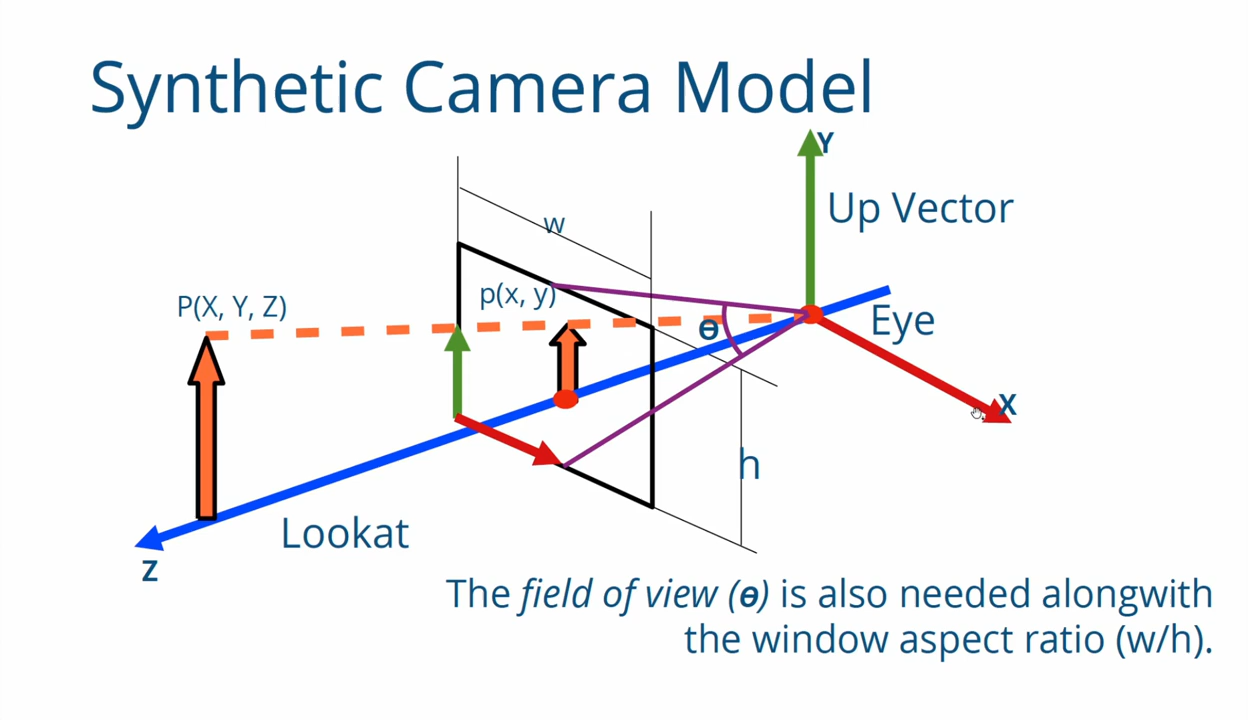 Synthetic Camera Model
Y
Up Vector
w
P(X, Y, Z)
p(x, y)
ɵ
Eye
X
h
Lookat
Z
The field of view (ɵ) is also needed alongwith
the window aspect ratio (w/h).